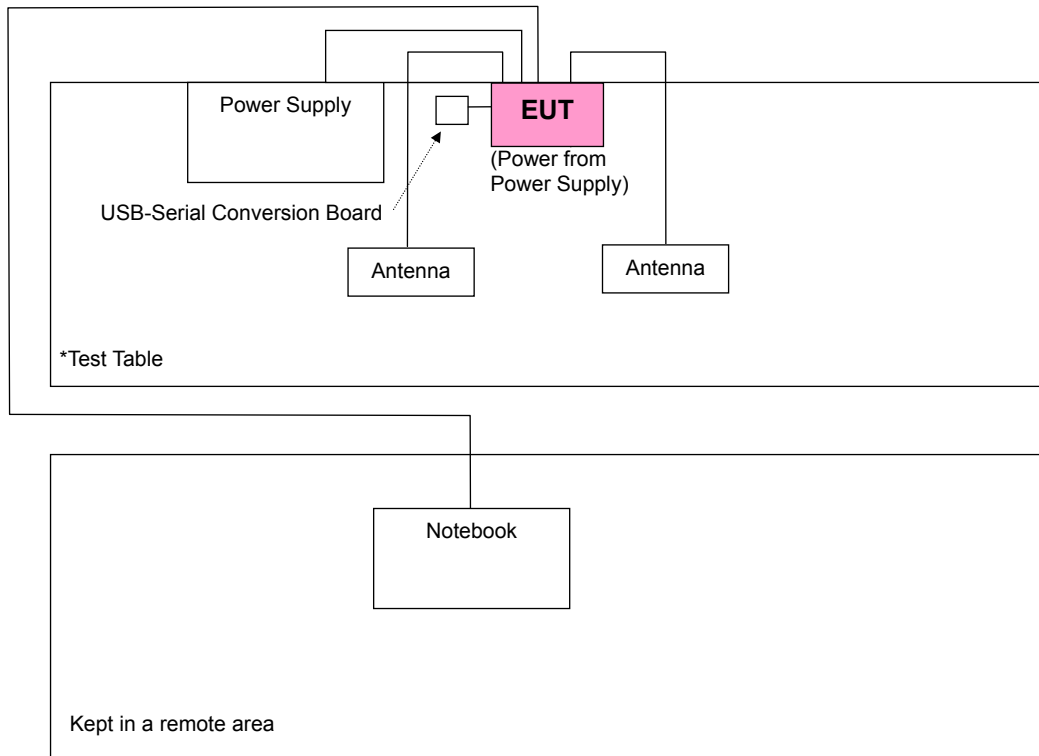 Power Supply
EUT
(Power from
Power Supply)
USB-Serial Conversion Board
Antenna
Antenna
*Test Table
Notebook
Kept in a remote area